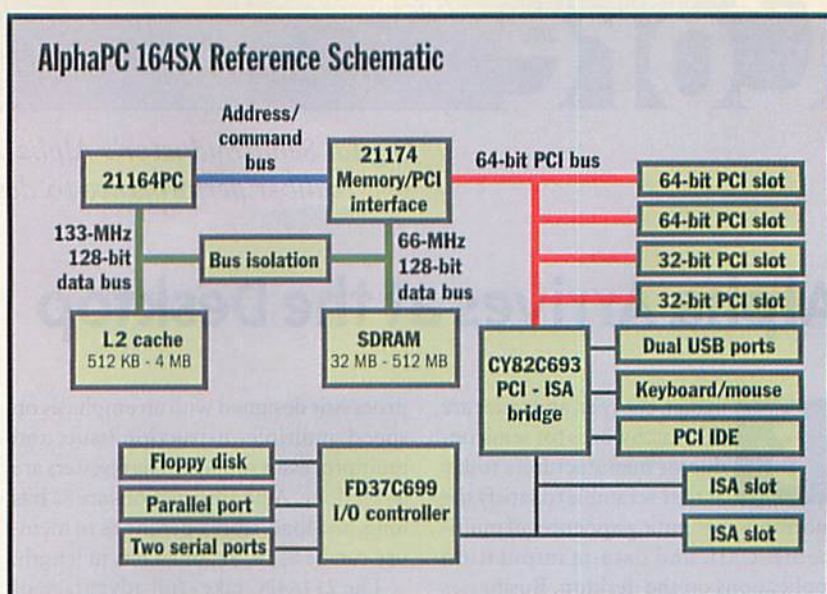 AlphaPC 164SX Reference Schematic
Address/
command
bus
21164PC
21174
Memory/PCI
interface
64-bit PCI bus
64-bit PCI slot
64-bit PCI slot
32-bit PCI slot
32-bit PCI slot
133-MHz
128-bit
data bus
Bus isolation
66-MHz
128-bit
data bus
L2 cache
512 KB - 4 MB
SDRAM
32 MB - 512 MB
CY82C693
PCI - ISA
bridge
Dual USB ports
Keyboard/mouse
PCI IDE
Floppy disk
Parallel port
Two serial ports
FD37C699
I/O controller
ISA slot
ISA slot